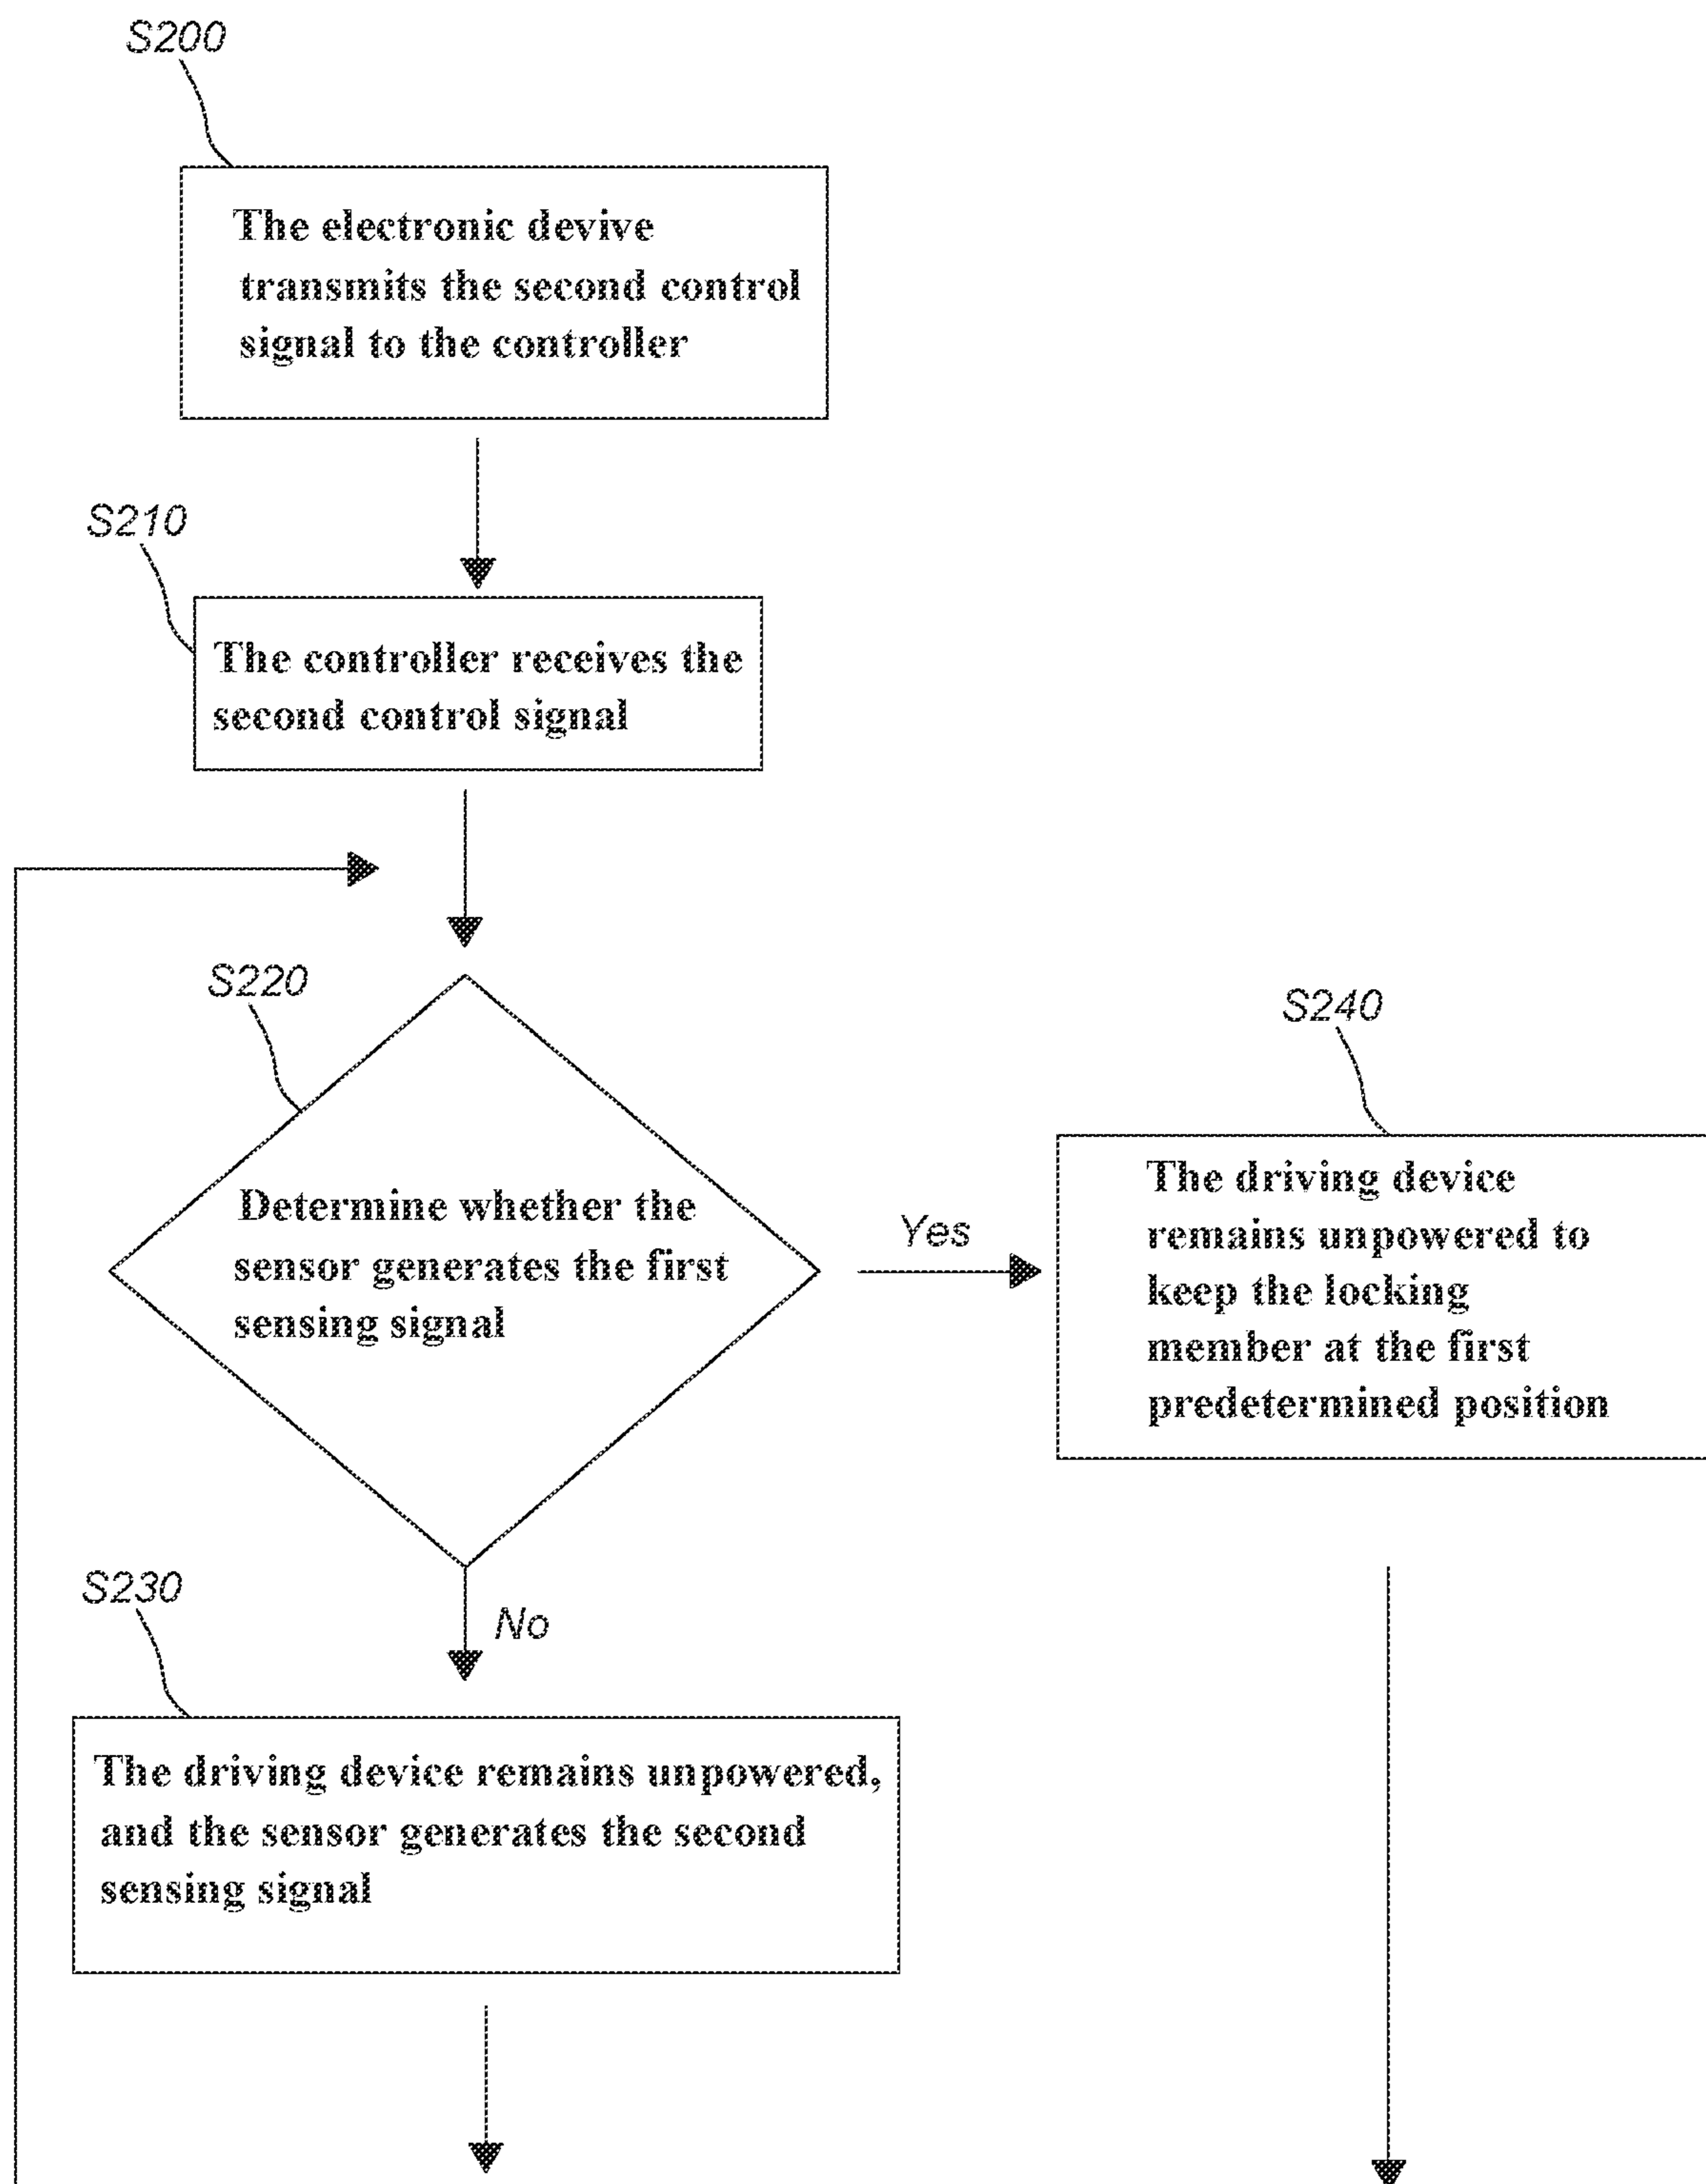 S200
The electronic devive
transmits the second control
signal to the controller
S210
The controller receives the
second control signal
S220
Determine whether the
sensor generates the first
sensing signal
Yes
S240
The driving device
remains unpowered to
keep the locking
member at the first
predetermined position
No
S230
The driving device remains unpowered,
and the sensor generates the second
sensing signal